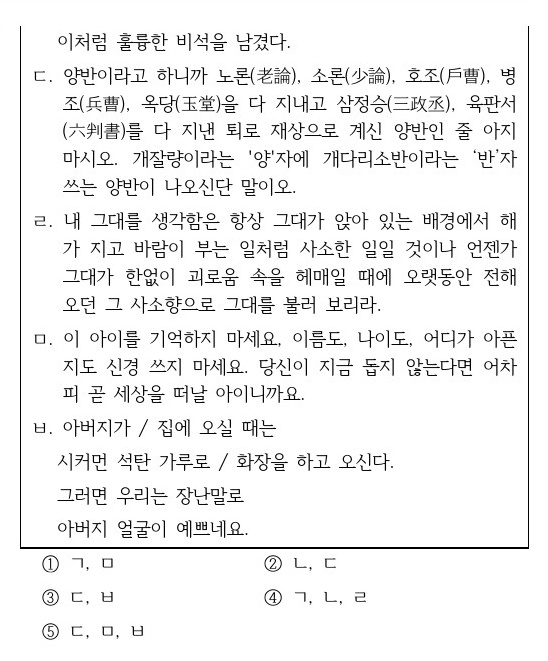 이처럼 훌륭한 비석을 남겼다.
ㄷ. 양반이라고 하니까 노론(老論), 소론(少論), 호조(戶曹), 병
조(兵曹), 옥당(玉堂)을 다 지내고 삼정승(三政丞), 육판서
(六判書)를 다 지낸 퇴로 재상으로 계신 양반인 줄 아지
마시오. 개잘량이라는 '양'자에 개다리소반이라는 '반'자
쓰는 양반이 나오신단 말이오.
ㄹ. 내 그대를 생각함은 항상 그대가 앉아 있는 배경에서 해
가 지고 바람이 부는 일처럼 사소한 일일 것이나 언젠가
그대가 한없이 괴로움 속을 헤매일 때에 오랫동안 전해
오던 그 사소향으로 그대를 불러 보리라.
ㅁ. 이 아이를 기억하지 마세요, 이름도, 나이도, 어디가 아픈
지도 신경 쓰지 마세요. 당신이 지금 돕지 않는다면 어차
피 곧 세상을 떠날 아이니까요.
ㅂ. 아버지가 / 집에 오실 때는
시커먼 석탄 가루로 / 화장을 하고 오신다.
그러면 우리는 장난말로
아버지 얼굴이 예쁘네요.
① ㄱ, ㅁ ② ㄴ, ㄷ
③ ㄷ, ㅂ ④ ㄱ, ㄴ, ㄹ
⑤ ㄷ, ㅁ, ㅂ